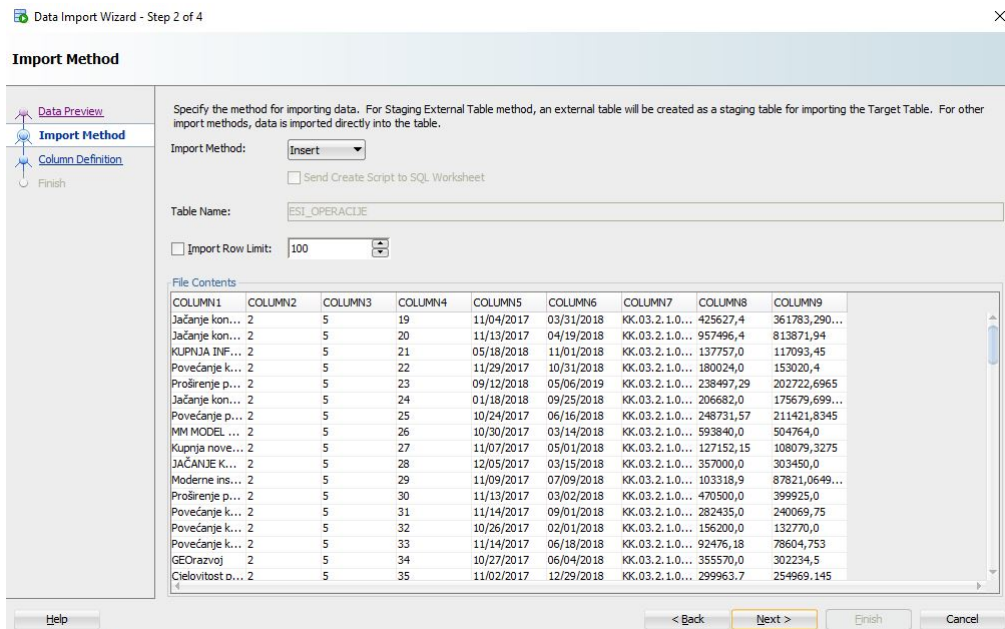 Data Import Wizard - Step 2 of 4
Import Method
Data Preview
Import Method
Column Definition
Finish
Specify the method for importing data. For Staging External Table method, an external table will be created as a staging table for importing the Target Table. For other
import methods, data is imported directly into the table.
Import Method: Insert
Send Create Script to SQL Worksheet
Table Name: ESI_OPERACIJE
Import Row Limit: 100
File Contents
COLUMN1 COLUMN2 COLUMN3 COLUMN4 COLUMN5 COLUMN6 COLUMN7 COLUMN8 COLUMN9
Jačanje kon... 2 5 19 11/04/2017 03/31/2018 KK.03.2.1.0... 425627,4 361783,290...
Jačanje kon... 2 5 20 11/13/2017 04/19/2018 KK.03.2.1.0... 957496,4 813871,94
KUPNJA INF... 2 5 21 05/18/2018 11/01/2018 KK.03.2.1.0... 137757,0 117093,45
Povećanje k... 2 5 22 11/29/2017 10/31/2018 KK.03.2.1.0... 180024,0 153020,4
Proširenje p... 2 5 23 09/12/2018 05/06/2019 KK.03.2.1.0... 238497,29 202722,6965
Jačanje kon... 2 5 24 01/18/2018 09/25/2018 KK.03.2.1.0... 206682,0 175679,699...
Povećanje p... 2 5 25 10/24/2017 06/16/2018 KK.03.2.1.0... 248731,57 211421,8345
MM MODEL ... 2 5 26 10/30/2017 03/14/2018 KK.03.2.1.0... 593840,0 504764,0
Kupnja nove... 2 5 27 11/07/2017 05/01/2018 KK.03.2.1.0... 127152,15 108079,3275
JAČANJE K... 2 5 28 12/05/2017 03/15/2018 KK.03.2.1.0... 357000,0 303450,0
Moderne ins... 2 5 29 11/09/2017 07/09/2018 KK.03.2.1.0... 103318,9 87821,0649...
Proširenje p... 2 5 30 11/13/2017 03/02/2018 KK.03.2.1.0... 470500,0 399925,0
Povećanje k... 2 5 31 11/14/2017 09/01/2018 KK.03.2.1.0... 282435,0 240069,75
Povećanje k... 2 5 32 10/26/2017 02/01/2018 KK.03.2.1.0... 156200,0 132770,0
Povećanje k... 2 5 33 11/14/2017 06/18/2018 KK.03.2.1.0... 92476,18 78604,753
GEOrazvoj 2 5 34 10/27/2017 06/04/2018 KK.03.2.1.0... 355570,0 302234,5
Cjelovitost p... 2 5 35 11/02/2017 12/29/2018 KK.03.2.1.0... 299963,7 254969,145
Help < Back Next > Finish Cancel